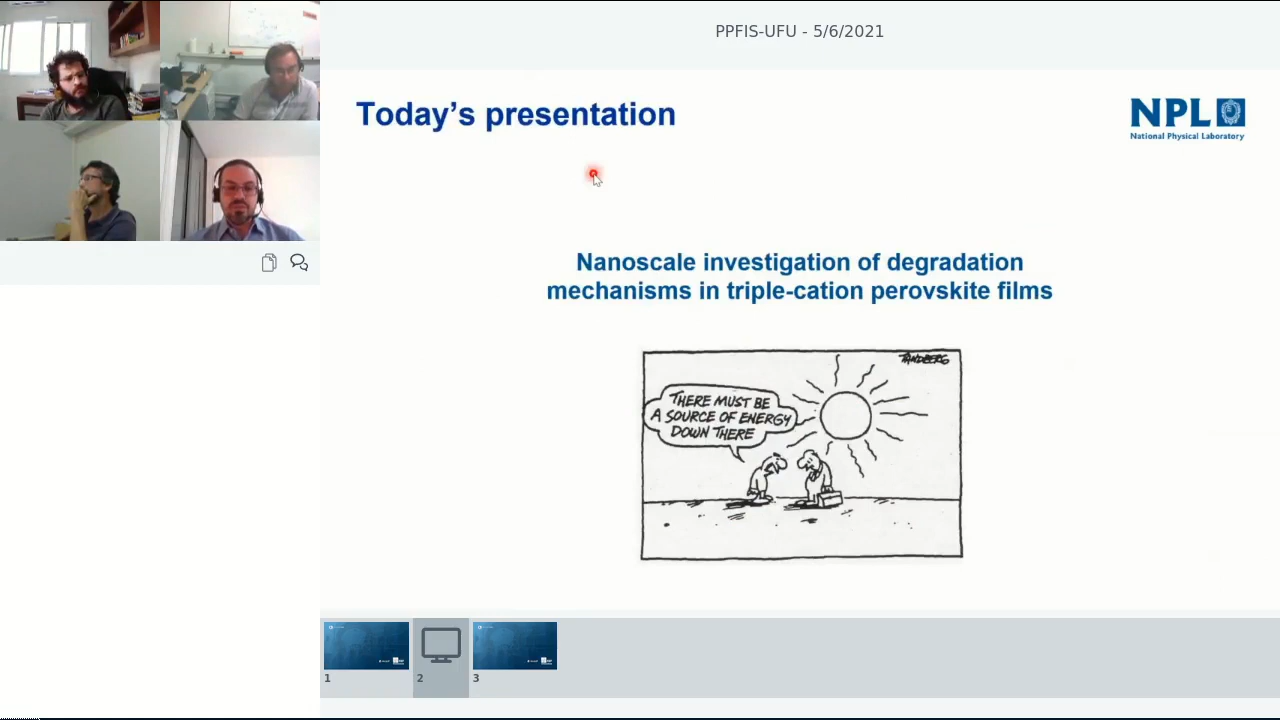 PPFIS-UFU - 5/6/2021
Today's presentation
NPL
National Physical Laboratory
Nanoscale investigation of degradation
mechanisms in triple-cation perovskite films
TANDBERG
THERE MUST BE
A SOURCE OF ENERGY
DOWN THERE
1
2
3